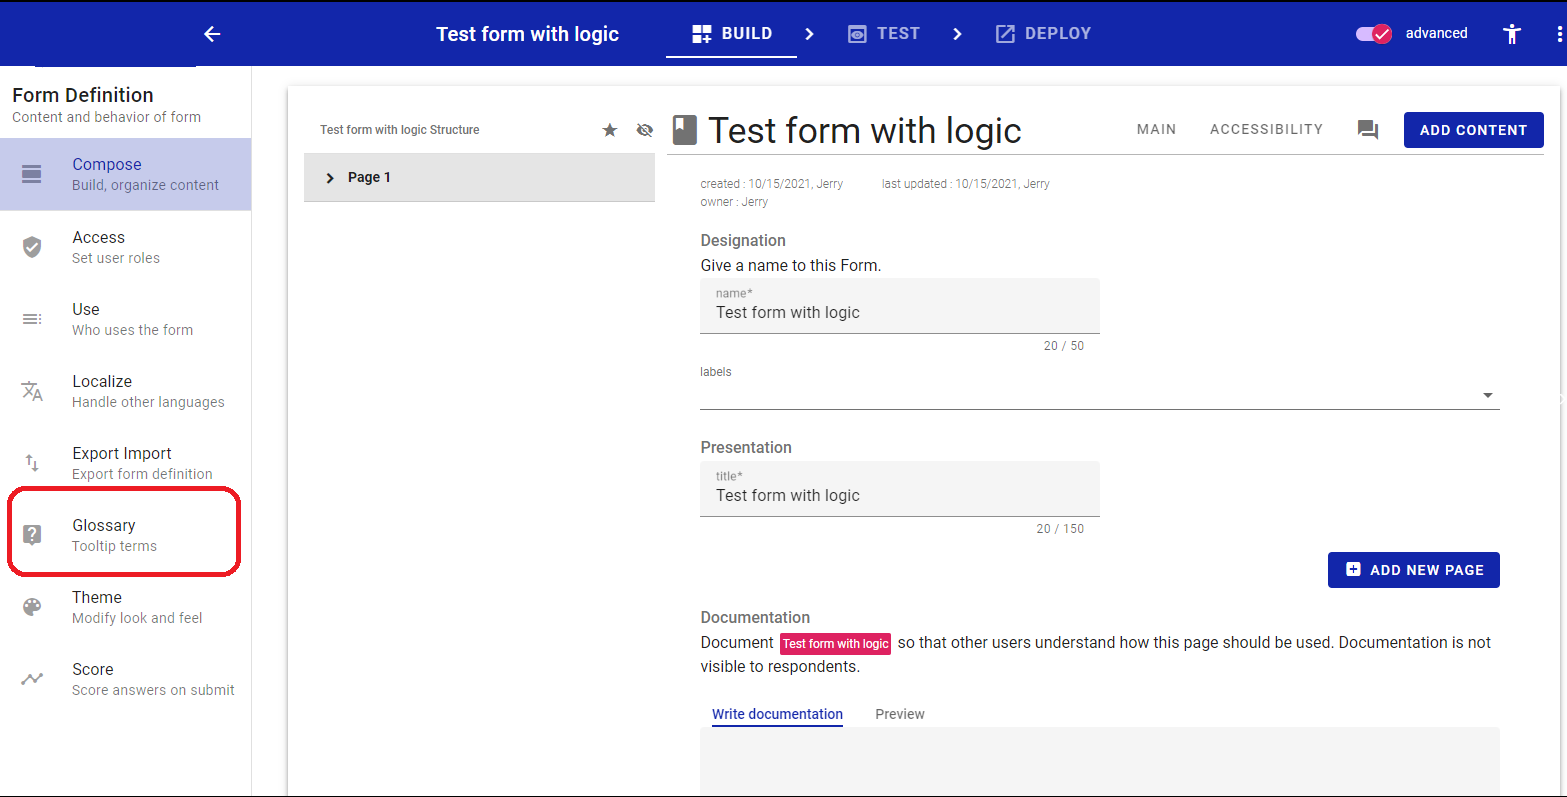 Test form with logic
BUILD
TEST
DEPLOY
advanced
Form Definition
Content and behavior of form
Compose
Build, organize content
Access
Set user roles
Use
Who uses the form
Localize
Handle other languages
Export Import
Export form definition
Glossary
Tooltip terms
Theme
Modify look and feel
Score
Score answers on submit
Test form with logic Structure
Page 1
Test form with logic
MAIN
ACCESSIBILITY
ADD CONTENT
created : 10/15/2021, Jerry
last updated : 10/15/2021, Jerry
owner : Jerry
Designation
Give a name to this Form.
name*
Test form with logic
20 / 50
labels
Presentation
title*
Test form with logic
20 / 150
ADD NEW PAGE
Documentation
Document Test form with logic so that other users understand how this page should be used. Documentation is not
visible to respondents.
Write documentation
Preview